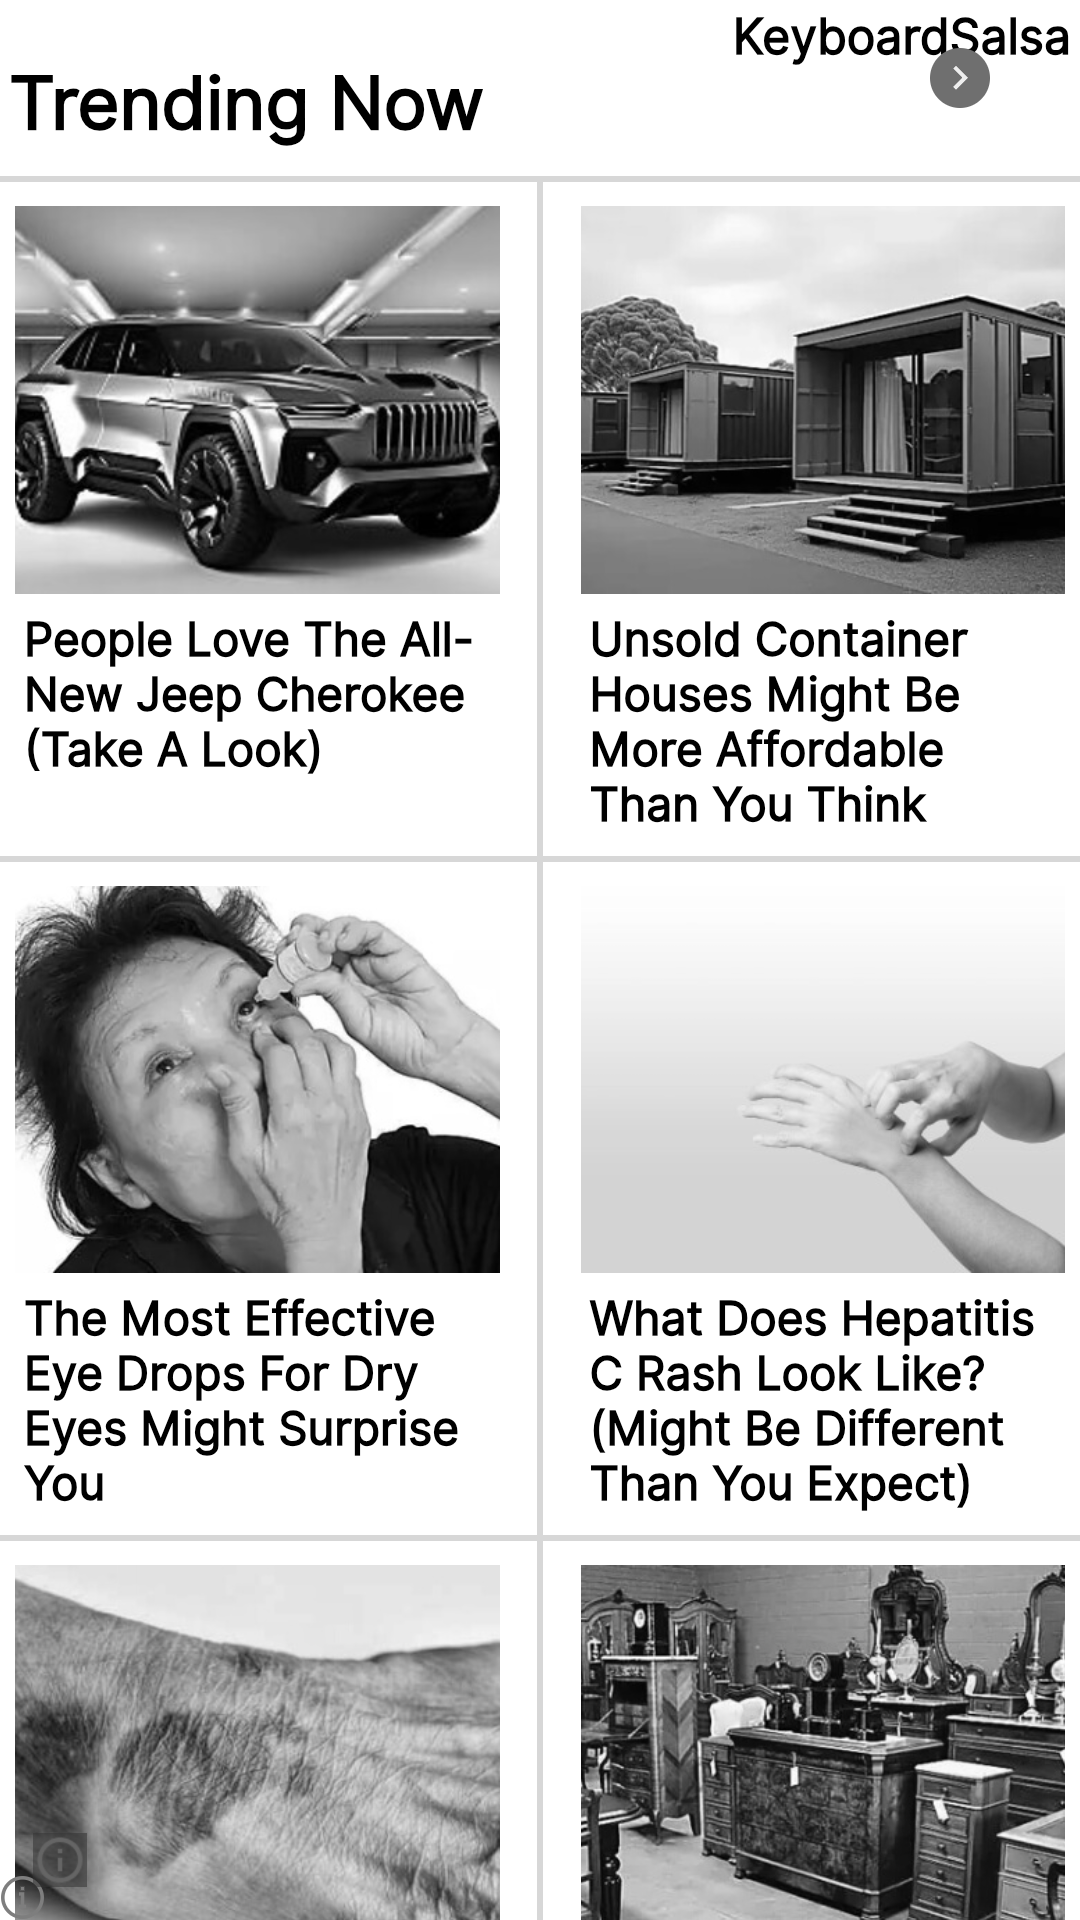 KeyboardSalsa
Trending Now
People Love The All-
New Jeep Cherokee
(Take A Look)
Unsold Container
Houses Might Be
More Affordable
Than You Think
The Most Effective
Eye Drops For Dry
Eyes Might Surprise
You
What Does Hepatitis
C Rash Look Like?
(Might Be Different
Than You Expect)